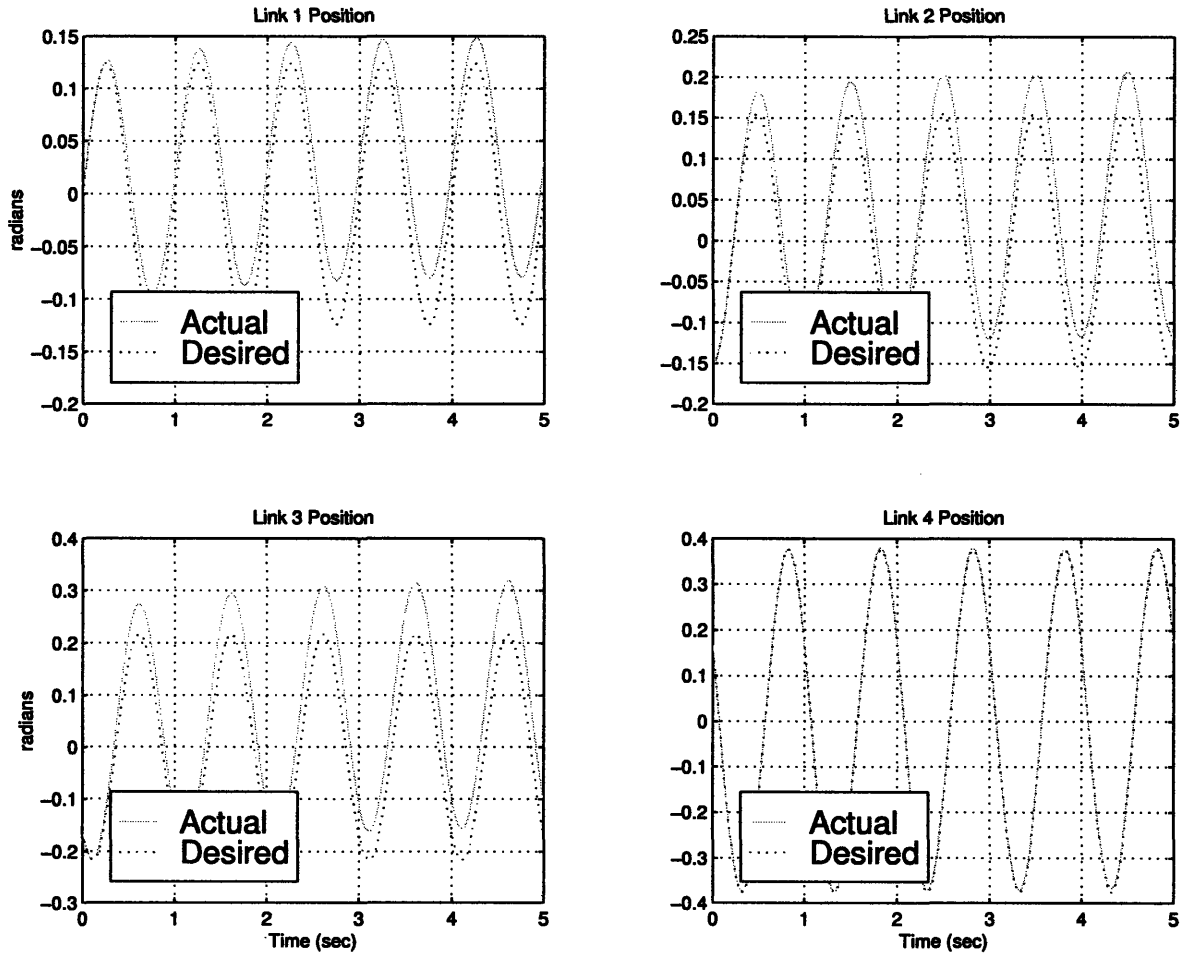 Link 1 Position
0.15
0.1
0.05
0
−0.05
−0.1
−0.15
−0.2
radians
0 1 2 3 4 5
Actual
Desired
Link 2 Position
0.25
0.2
0.15
0.1
0.05
0
−0.05
−0.1
−0.15
−0.2
0 1 2 3 4 5
Actual
Desired
Link 3 Position
0.4
0.3
0.2
0.1
0
−0.1
−0.2
−0.3
radians
0 1 2 3 4 5
Time (sec)
Actual
Desired
Link 4 Position
0.4
0.3
0.2
0.1
0
−0.1
−0.2
−0.3
−0.4
0 1 2 3 4 5
Time (sec)
Actual
Desired